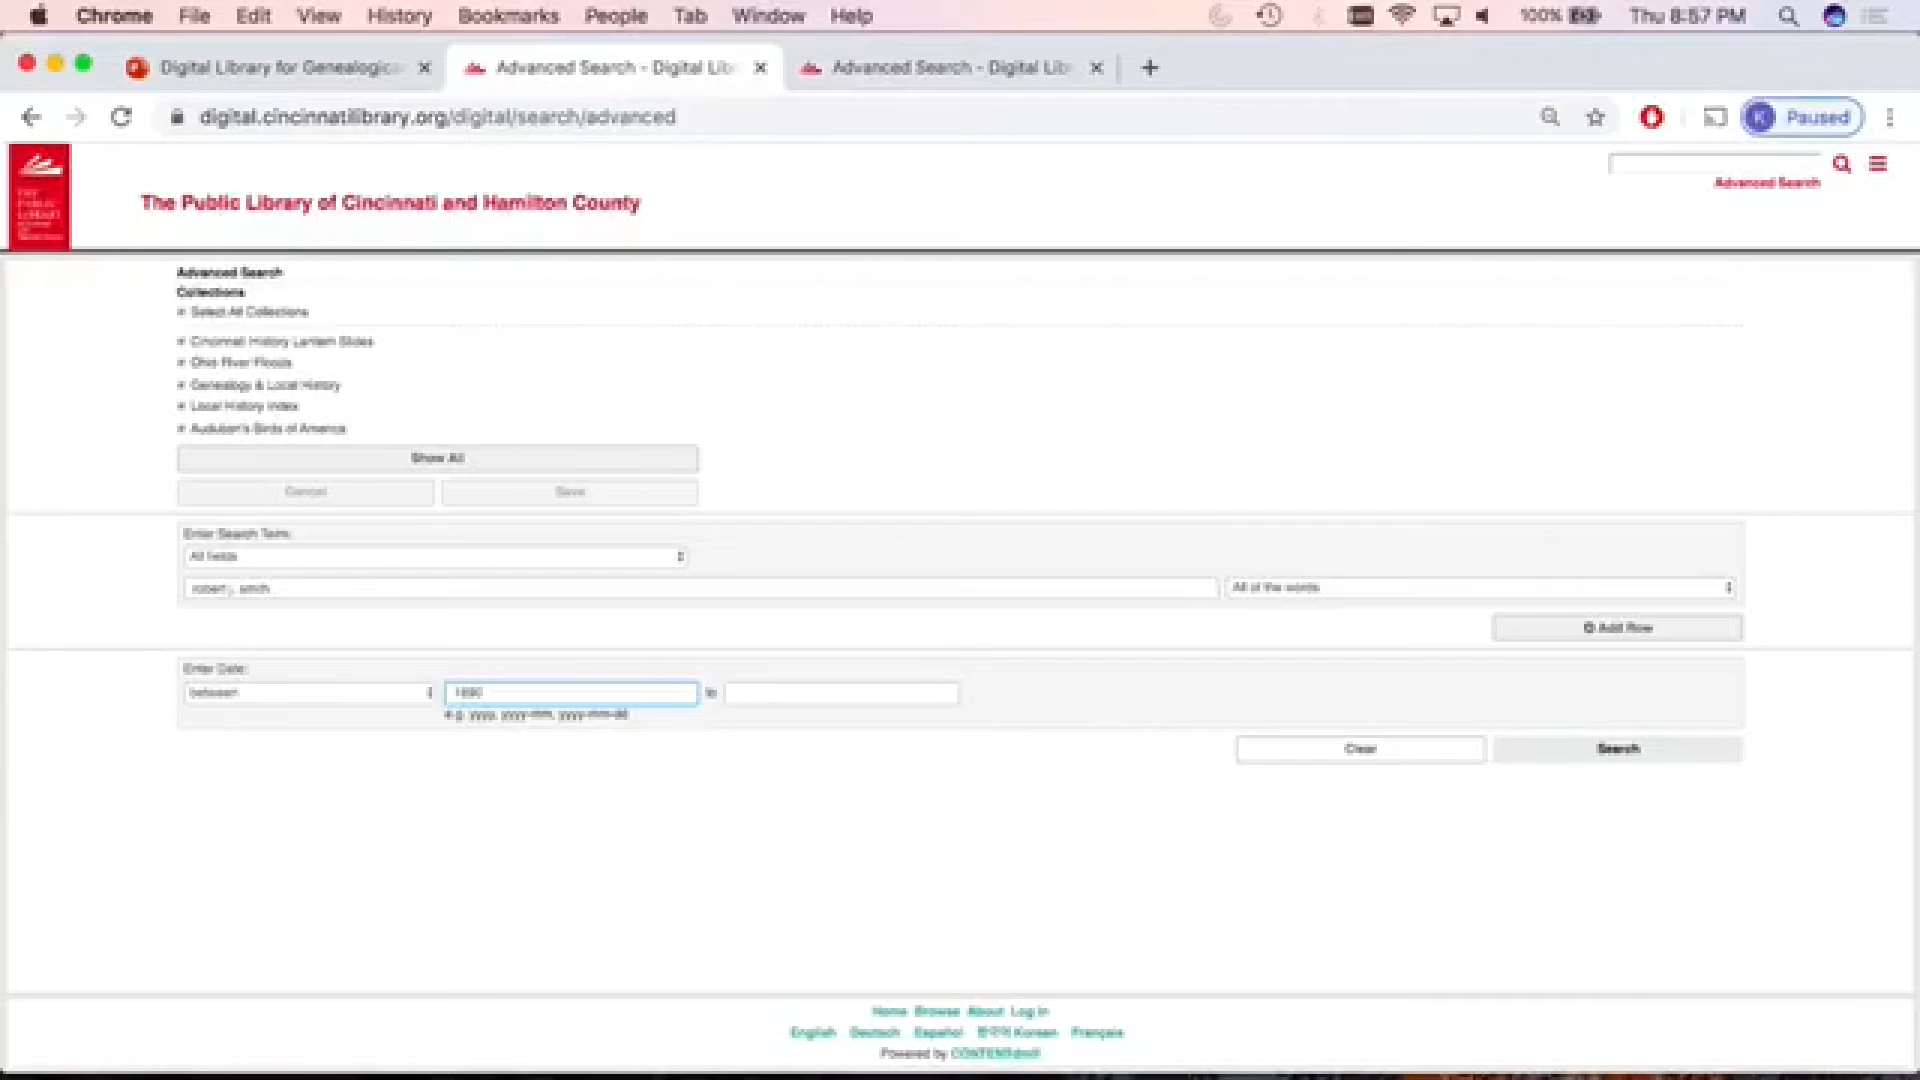 Chrome File Edit View History Bookmarks People Tab Window Help 100% Thu 8:57 PM
Digital Library for Genealogica Advanced Search - Digital Lib Advanced Search - Digital Lib
digital.cincinnatilibrary.org/digital/search/advanced K Paused
Advanced Search
The Public Library of Cincinnati and Hamilton County
Advanced Search
Collections
Select All Collections
Cincinnati History Lantern Slides
Ohio River Floods
Genealogy & Local History
Local History Index
Audubon's Birds of America
Show All
Cancel Save
Enter Search Term:
All fields
robert j. smith All of the words
Add Row
Enter Date:
between 1890 to
e.g. yyyy, yyyy-mm, yyyy-mm-dd
Clear Search
Home Browse About Log in
English Deutsch Español Korean Français
Powered by CONTENTdm®